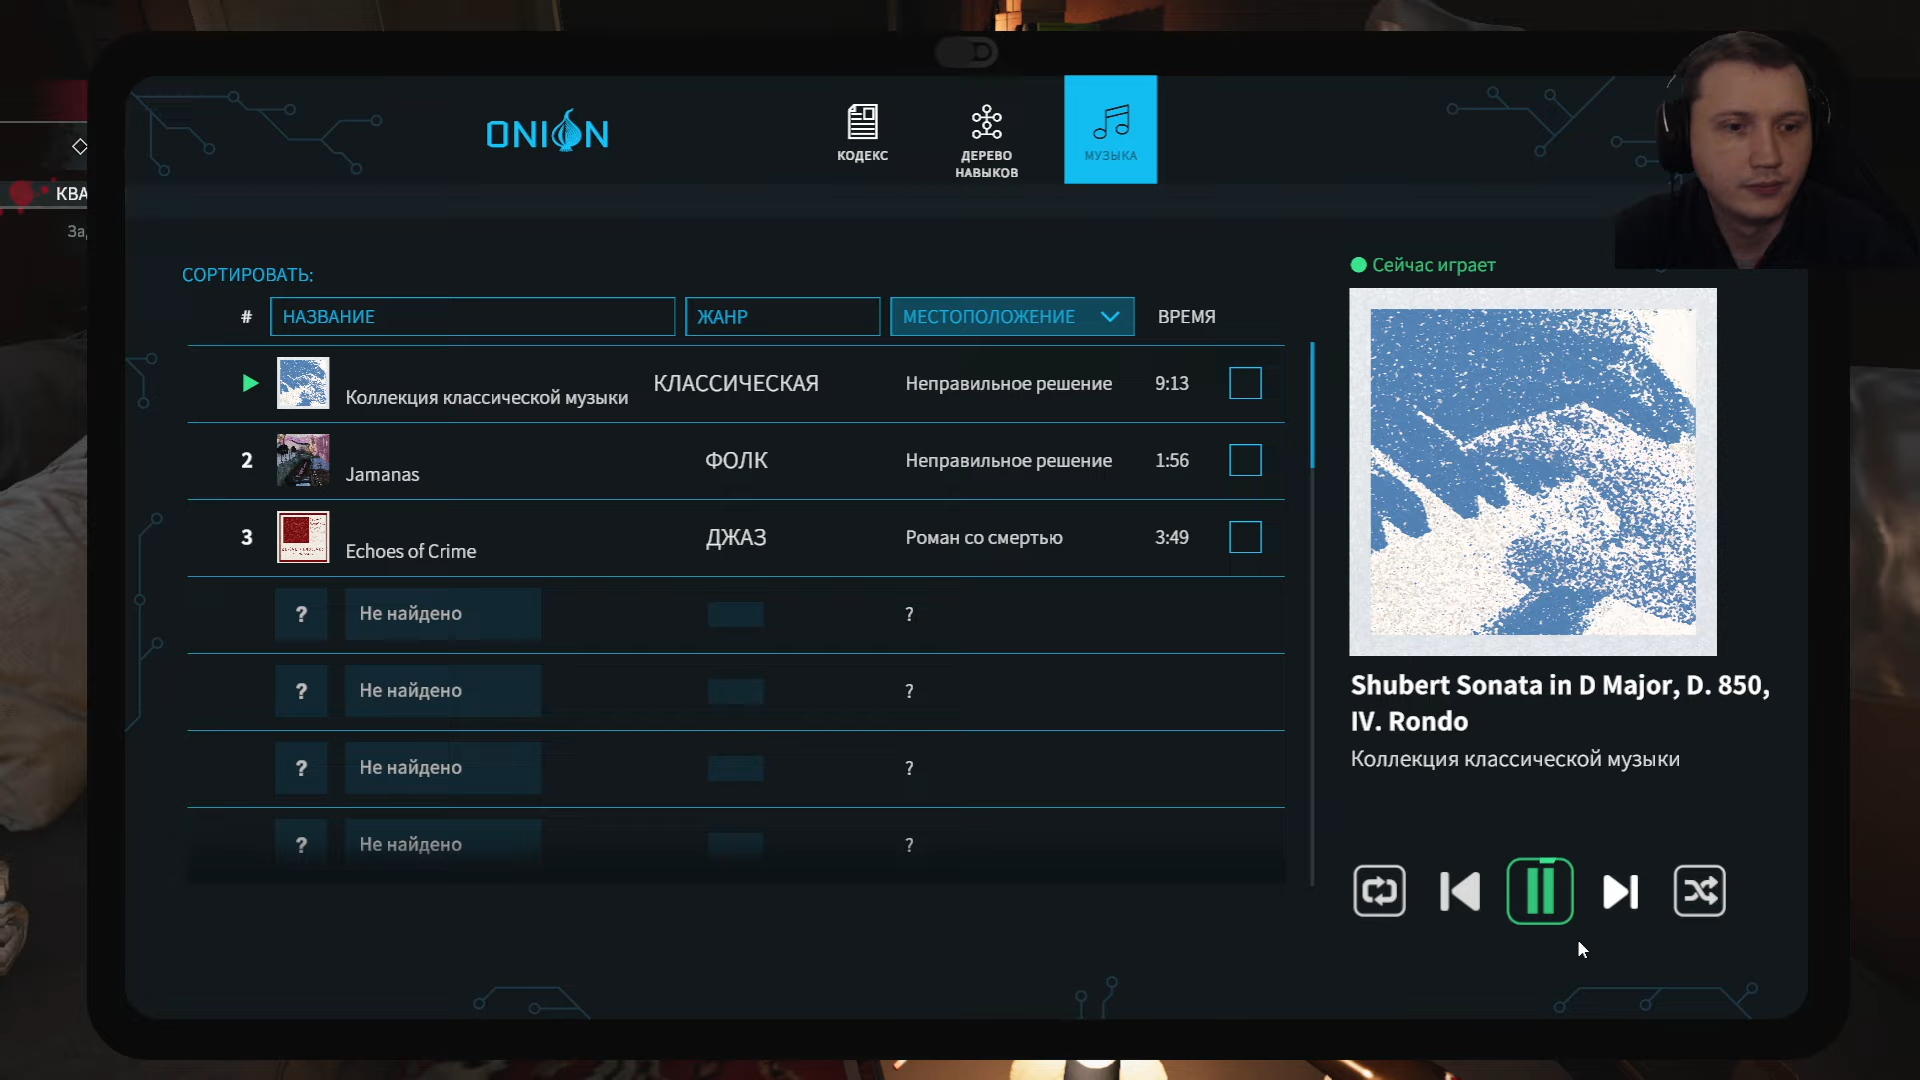 ONION
КОДЕКС
ДЕРЕВО
НАВЫКОВ
МУЗЫКА
КВА
За
СОРТИРОВАТЬ:
# НАЗВАНИЕ ЖАНР МЕСТОПОЛОЖЕНИЕ ВРЕМЯ
Коллекция классической музыки КЛАССИЧЕСКАЯ Неправильное решение 9:13
2 Jamanas ФОЛК Неправильное решение 1:56
3 Echoes of Crime ДЖАЗ Роман со смертью 3:49
? Не найдено ?
? Не найдено ?
? Не найдено ?
? Не найдено ?
Сейчас играет
Shubert Sonata in D Major, D. 850,
IV. Rondo
Коллекция классической музыки